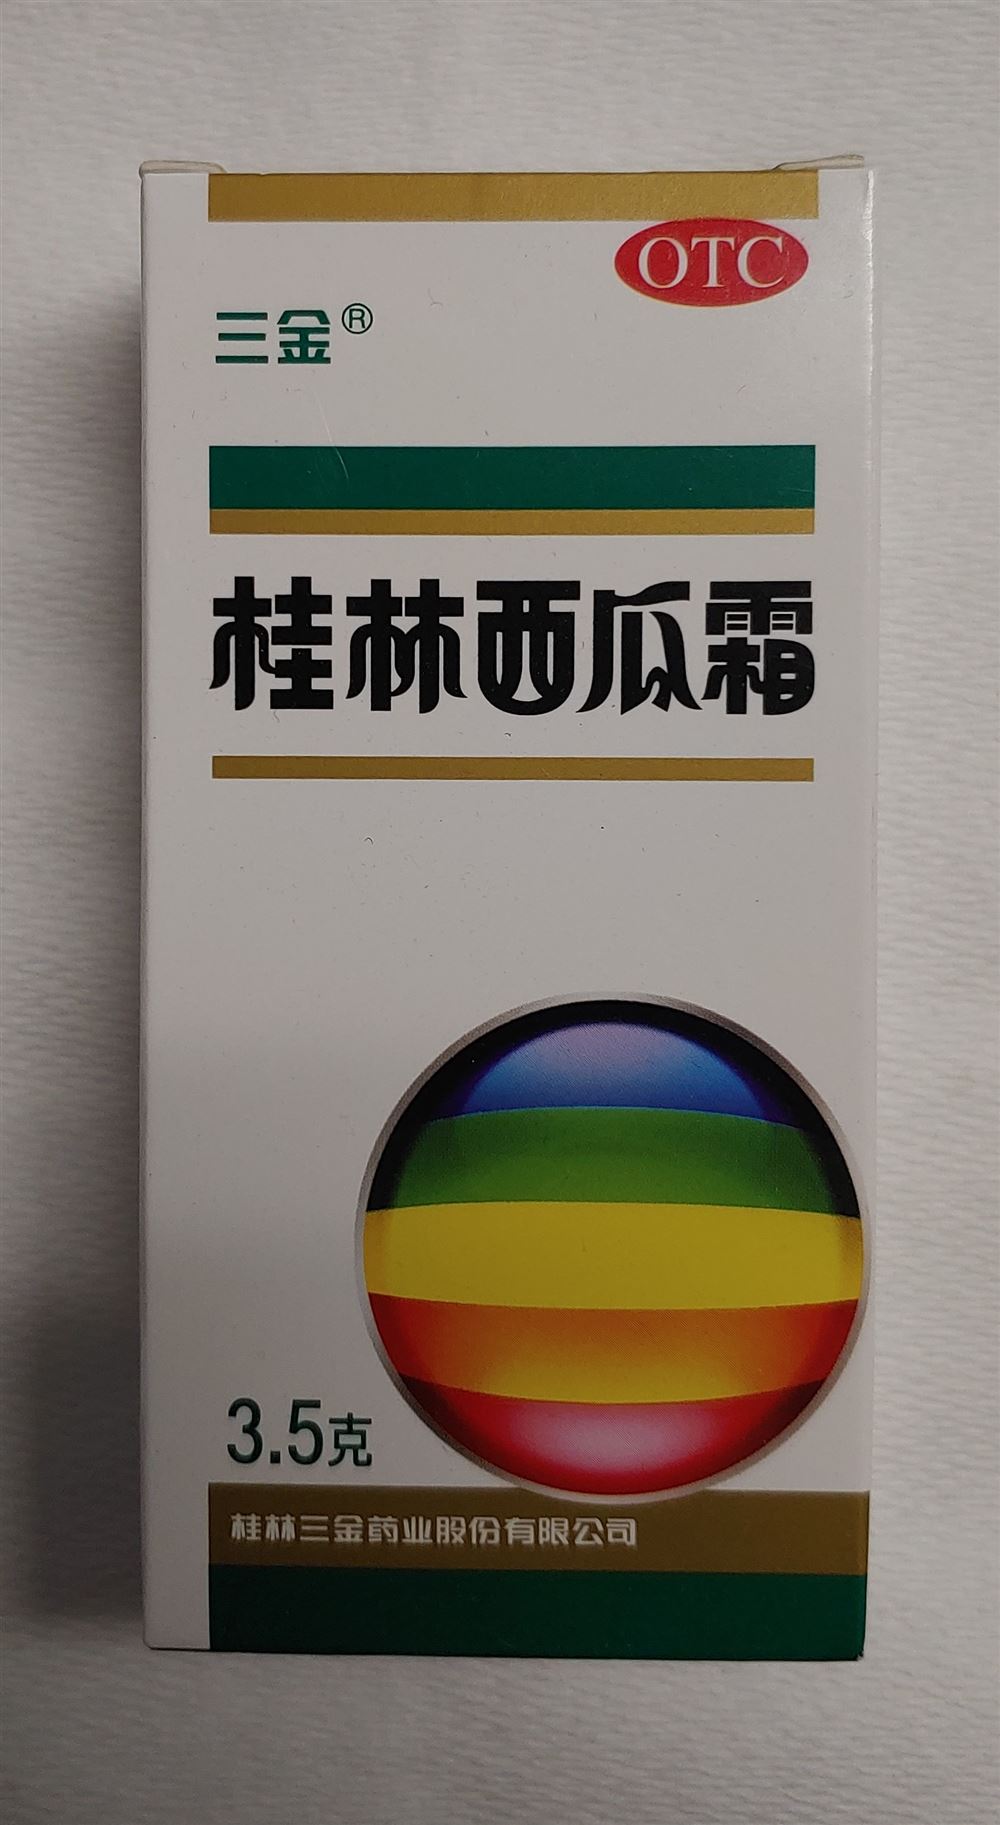 OTC
三金®
桂林西瓜霜
3.5克
桂林三金药业股份有限公司